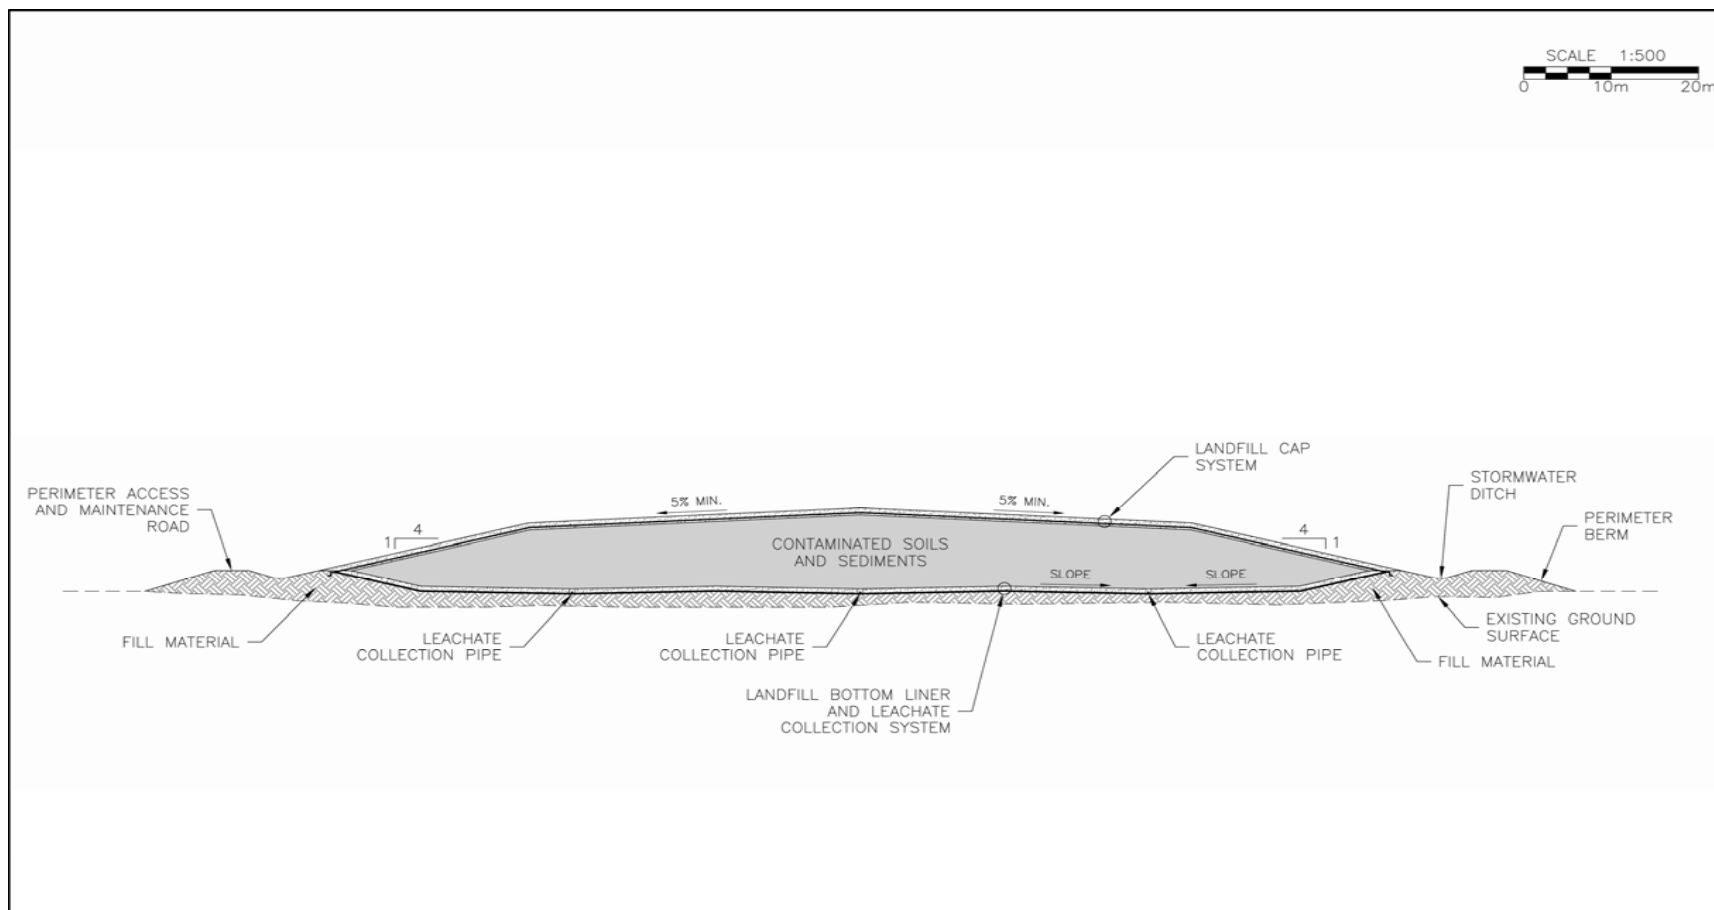 SCALE 1:500
0 10m 20m
LANDFILL CAP
SYSTEM
STORMWATER
DITCH
PERIMETER ACCESS
AND MAINTENANCE
ROAD
5% MIN.
5% MIN.
PERIMETER
BERM
4
1
4
1
CONTAMINATED SOILS
AND SEDIMENTS
SLOPE
SLOPE
FILL MATERIAL
LEACHATE
COLLECTION PIPE
LEACHATE
COLLECTION PIPE
LEACHATE
COLLECTION PIPE
EXISTING GROUND
SURFACE
FILL MATERIAL
LANDFILL BOTTOM LINER
AND LEACHATE
COLLECTION SYSTEM